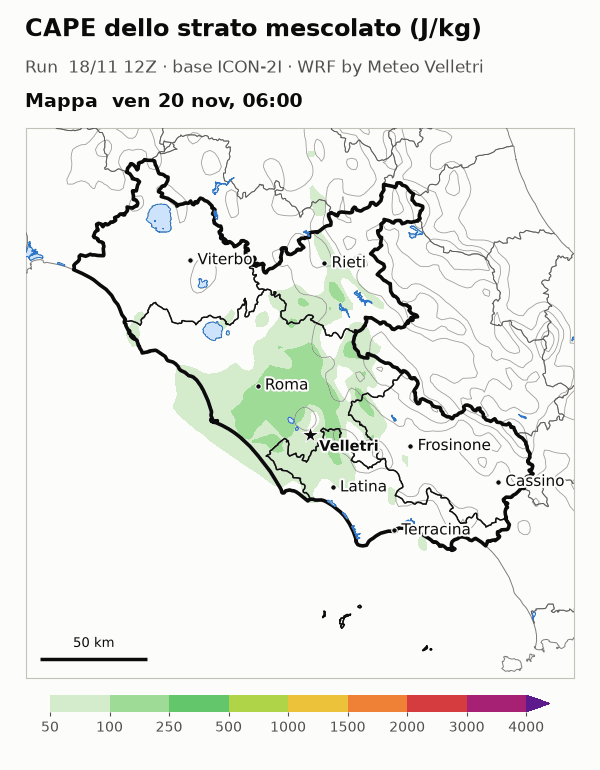 CAPE dello strato mescolato (J/kg)
Run  18/11 12Z · base ICON-2I · WRF by Meteo Velletri
Mappa  ven 20 nov, 06:00
Viterbo
Rieti
Roma
Velletri
Frosinone
Cassino
Latina
Terracina
50 km
50 100 250 500 1000 1500 2000 3000 4000